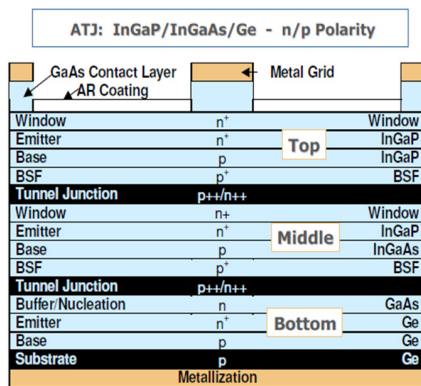 ATJ: InGaP/InGaAs/Ge - n/p Polarity
GaAs Contact Layer
Metal Grid
AR Coating
Window n+ Window
Emitter n+ InGaP
Top
Base p InGaP
BSF p+ BSF
Tunnel Junction p++/n++
Window n+ Window
Emitter n+ InGaP
Middle
Base p InGaAs
BSF p+ BSF
Tunnel Junction p++/n++
Buffer/Nucleation n GaAs
Emitter n+ Ge
Bottom
Base p Ge
Substrate p Ge
Metallization